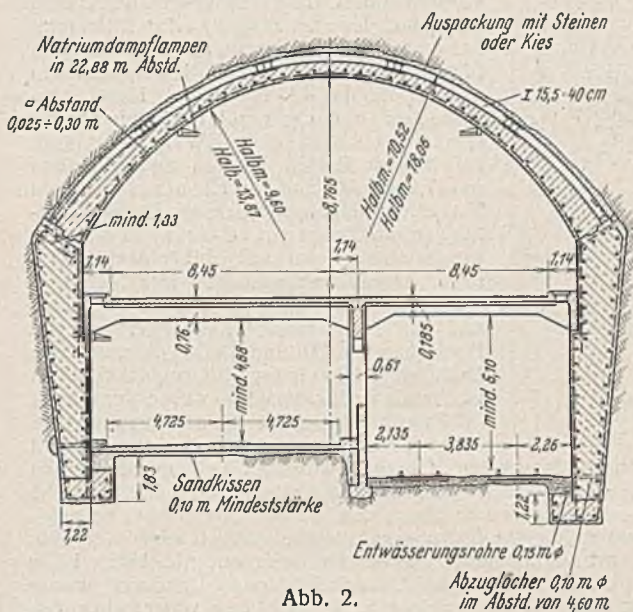 Natriumdampflampen
in 22,88 m Abstd.
Auspackung mit Steinen
oder Kies
¤ Abstand
0,025÷0,30 m
I 15,5-40 cm
Halbm.=9,60
Halb.=13,87
8,765
Halbm.=10,52
Halbm.=18,06
mind. 1,83
1,14
8,45
1,14
8,45
1,14
0,76
mind. 4,88
0,61
0,185
mind. 6,10
4,725
4,725
2,135
3,835
2,26
1,83
Sandkissen
0,10 m Mindeststärke
1,22
1,22
Entwässerungsrohre 0,15 m φ
Abzuglöcher 0,10 m φ
im Abstd. von 4,60 m
Abb. 2.